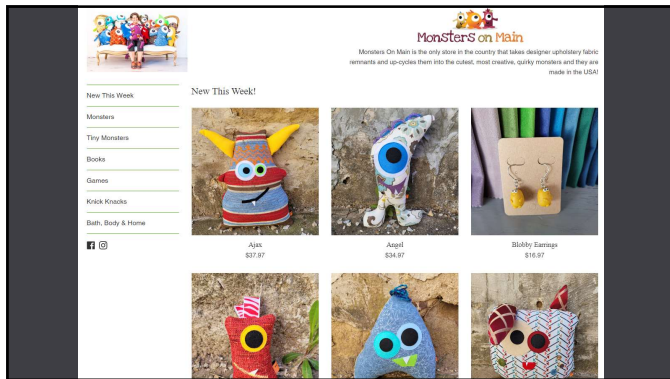 Monsters on Main
Monsters On Main is the only store in the country that takes designer upholstery fabric
remnants and up-cycles them into the cutest, most creative, quirky monsters and they are
made in the USA!
New This Week
Monsters
Tiny Monsters
Books
Games
Knick Knacks
Bath, Body & Home
New This Week!
Ajax
$37.97
Angel
$34.97
Blobby Earrings
$16.97